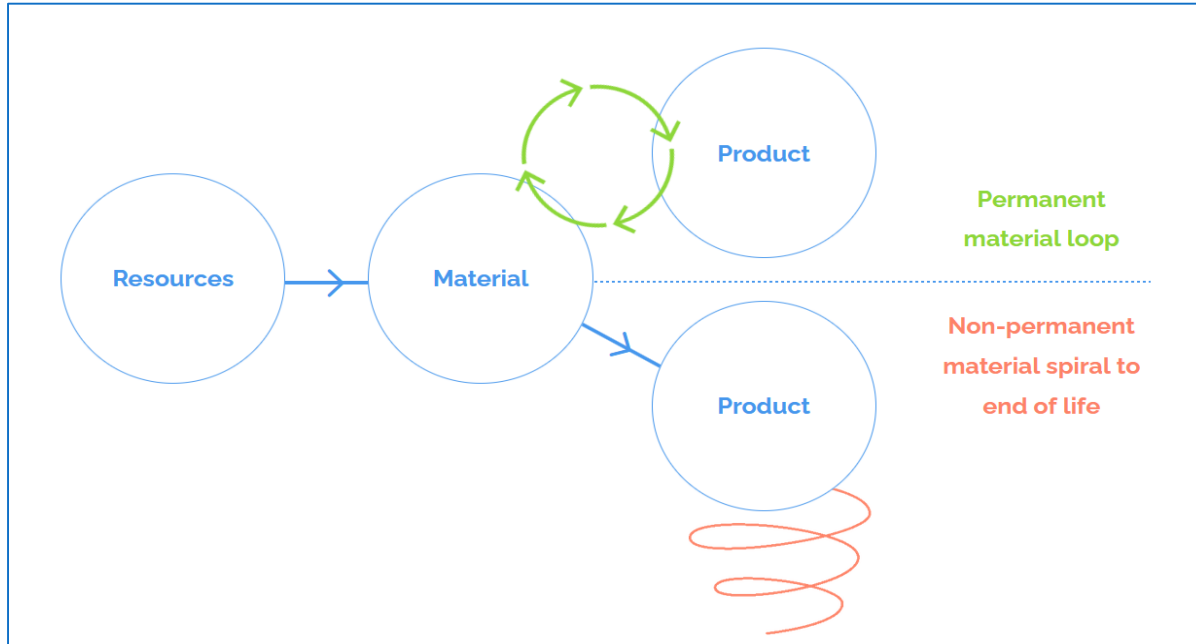 Resources
Material
Product
Permanent
material loop
Product
Non-permanent
material spiral to
end of life